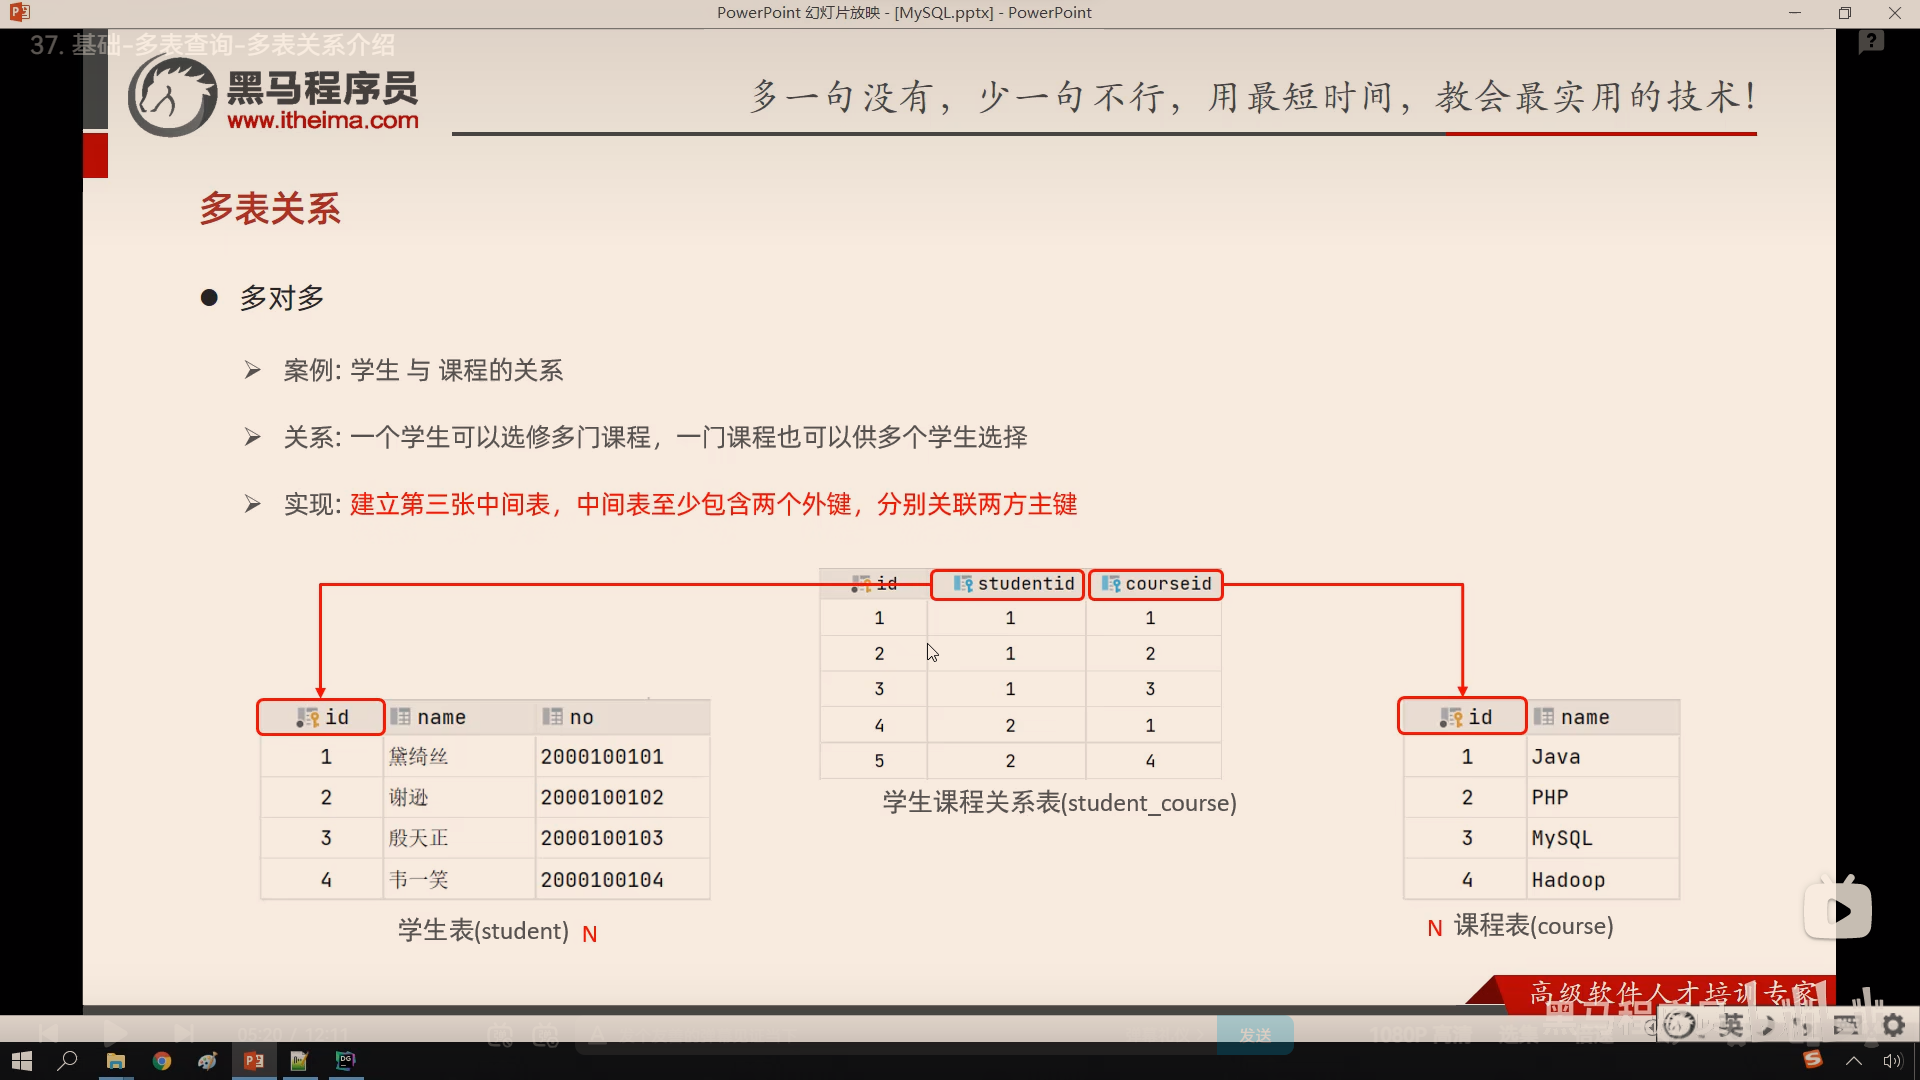 PowerPoint 幻灯片放映 - [MySQL.pptx] - PowerPoint
37. 基础-多表查询-多表关系介绍
黑马程序员
www.itheima.com
多一句没有，少一句不行，用最短时间，教会最实用的技术！
多表关系
● 多对多
➢ 案例: 学生 与 课程的关系
➢ 关系: 一个学生可以选修多门课程，一门课程也可以供多个学生选择
➢ 实现: 建立第三张中间表，中间表至少包含两个外键，分别关联两方主键
id studentid courseid
1 1 1
2 1 2
3 1 3
4 2 1
5 2 4
学生课程关系表(student_course)
id name no
1 黛绮丝 2000100101
2 谢逊 2000100102
3 殷天正 2000100103
4 韦一笑 2000100104
学生表(student) N
id name
1 Java
2 PHP
3 MySQL
4 Hadoop
N 课程表(course)
高级软件人才培训专家
05:20 / 12:11
发送
1080P 高清
选集
倍速
英